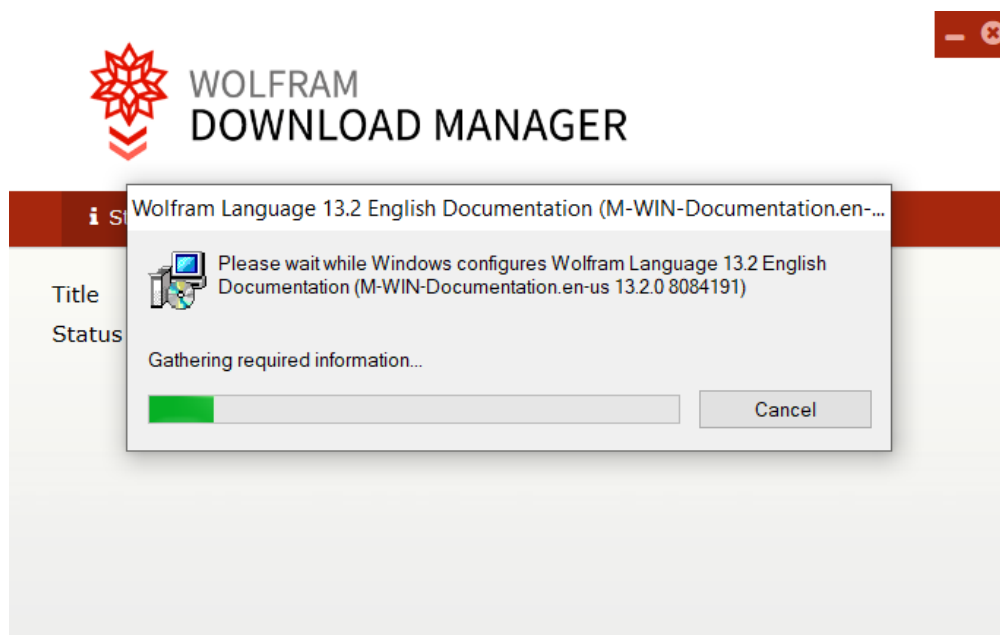 WOLFRAM
DOWNLOAD MANAGER
Wolfram Language 13.2 English Documentation (M-WIN-Documentation.en-...
Please wait while Windows configures Wolfram Language 13.2 English
Documentation (M-WIN-Documentation.en-us 13.2.0 8084191)
Title
Status
Gathering required information...
Cancel